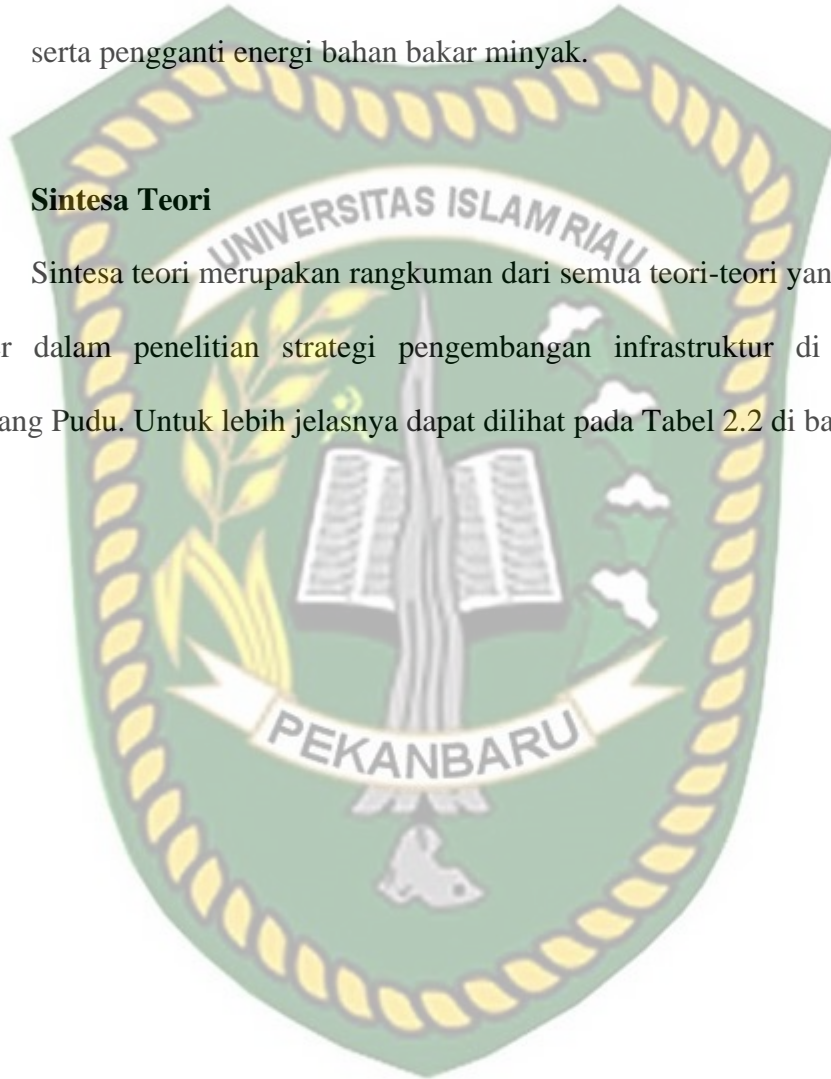 serta pengganti energi bahan bakar minyak.
Sintesa Teori
UNIVERSITAS ISLAM RIAU
Sintesa teori merupakan rangkuman dari semua teori-teori yan
r dalam penelitian strategi pengembangan infrastruktur di
ang Pudu. Untuk lebih jelasnya dapat dilihat pada Tabel 2.2 di ba
PEKANBARU